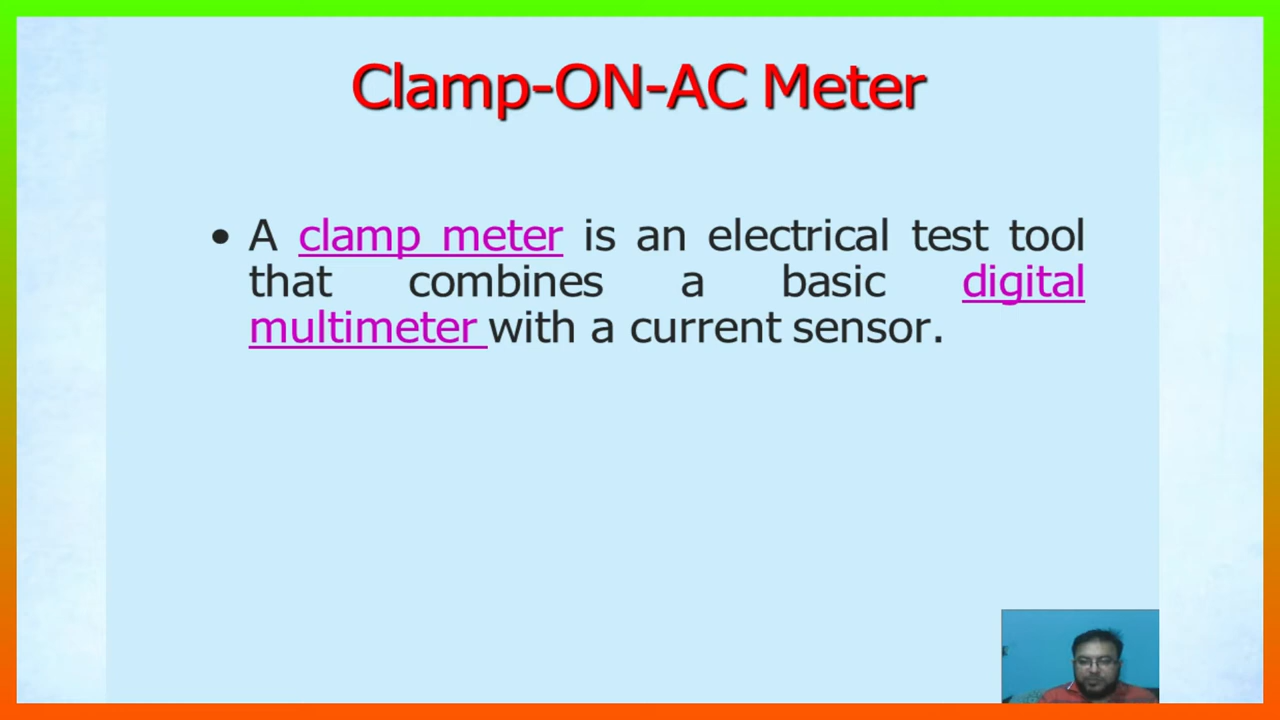 Clamp-ON-AC Meter
• A clamp meter is an electrical test tool
that combines a basic digital
multimeter with a current sensor.